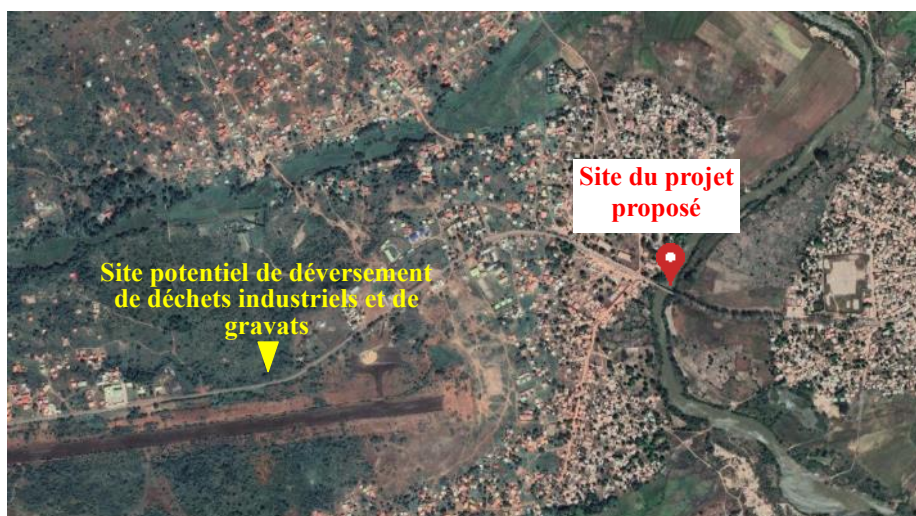 Site du projet
proposé
Site potentiel de déversement
de déchets industriels et de
gravats